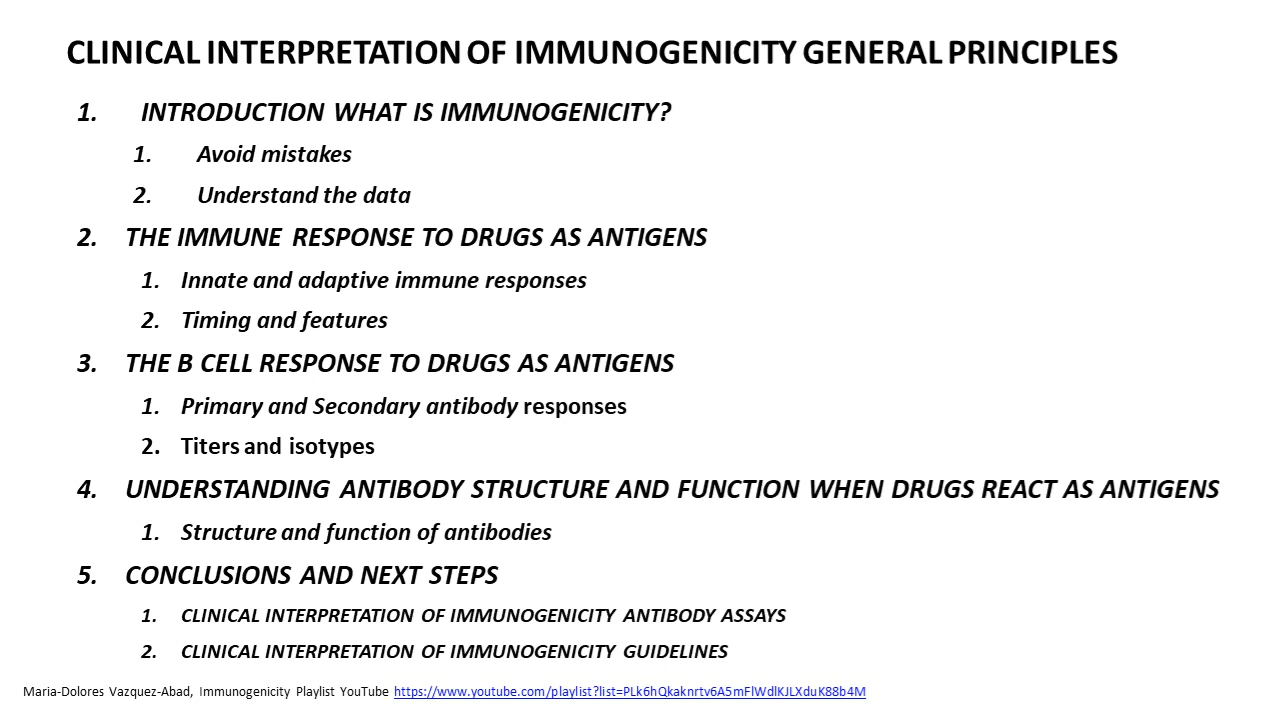 CLINICAL INTERPRETATION OF IMMUNOGENICITY GENERAL PRINCIPLES
1. INTRODUCTION WHAT IS IMMUNOGENICITY?
1. Avoid mistakes
2. Understand the data
2. THE IMMUNE RESPONSE TO DRUGS AS ANTIGENS
1. Innate and adaptive immune responses
2. Timing and features
3. THE B CELL RESPONSE TO DRUGS AS ANTIGENS
1. Primary and Secondary antibody responses
2. Titers and isotypes
4. UNDERSTANDING ANTIBODY STRUCTURE AND FUNCTION WHEN DRUGS REACT AS ANTIGENS
1. Structure and function of antibodies
5. CONCLUSIONS AND NEXT STEPS
1. CLINICAL INTERPRETATION OF IMMUNOGENICITY ANTIBODY ASSAYS
2. CLINICAL INTERPRETATION OF IMMUNOGENICITY GUIDELINES
Maria-Dolores Vazquez-Abad, Immunogenicity Playlist YouTube https://www.youtube.com/playlist?list=PLk6hQkaknrtv6A5mFlWdlKJLXduK88b4M